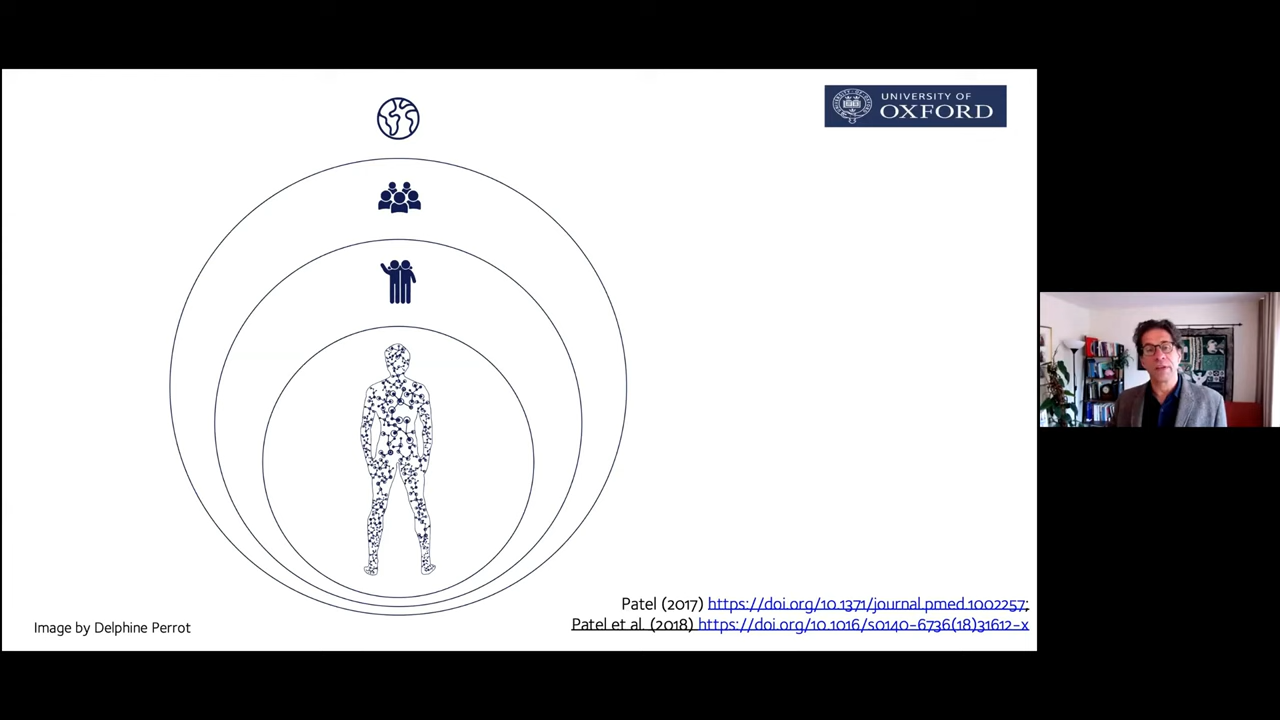 UNIVERSITY OF
OXFORD
Patel (2017) https://doi.org/10.1371/journal.pmed.1002257;
Patel et al. (2018) https://doi.org/10.1016/s0140-6736(18)31612-x
Image by Delphine Perrot